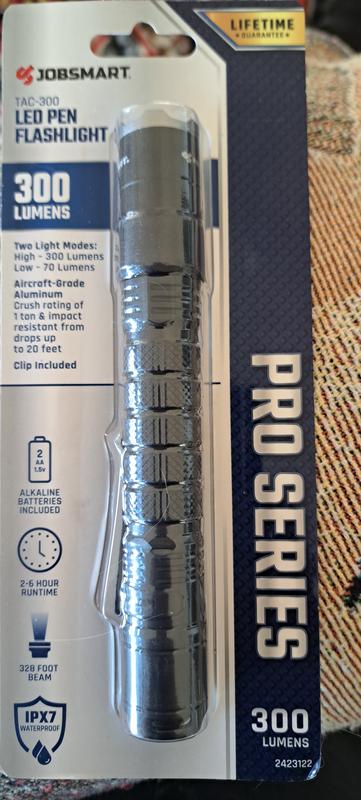 LIFETIME
GUARANTEE
JOBSMART.
TAC-300
LED PEN
FLASHLIGHT
300
LUMENS
Two Light Modes:
High - 300 Lumens
Low - 70 Lumens
Aircraft-Grade
Aluminum
Crush rating of
1 ton & impact
resistant from
drops up
to 20 feet
Clip Included
2
AA
1.5v
ALKALINE
BATTERIES
INCLUDED
2-6 HOUR
RUNTIME
328 FOOT
BEAM
IPX7
WATERPROOF
PRO SERIES
300
LUMENS
2423122